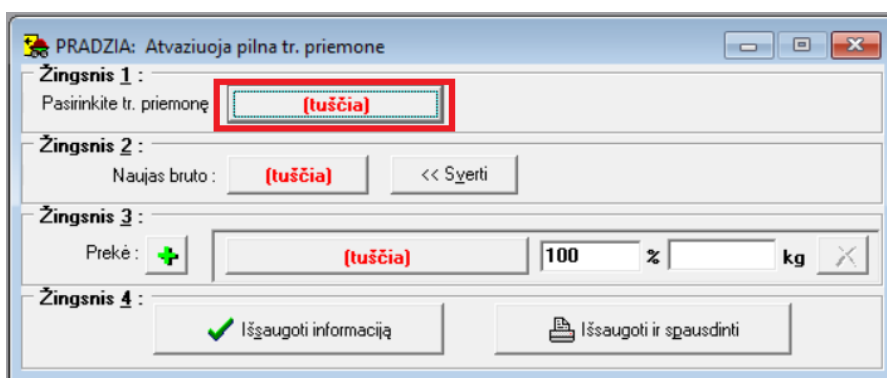 PRADZIA: Atvaziuoja pilna tr. priemone
Žingsnis 1 :
Pasirinkite tr. priemonę (tuščia)
Žingsnis 2 :
Naujas bruto : (tuščia) << Sverti
Žingsnis 3 :
Prekė : (tuščia) 100 % kg
Žingsnis 4 :
Išsaugoti informaciją Išsaugoti ir spausdinti